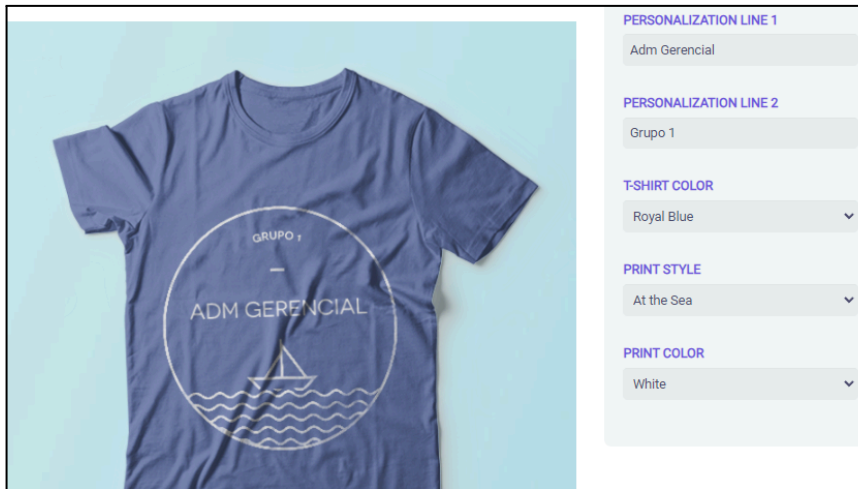 GRUPO 1
ADM GERENCIAL
PERSONALIZATION LINE 1
Adm Gerencial
PERSONALIZATION LINE 2
Grupo 1
T-SHIRT COLOR
Royal Blue
PRINT STYLE
At the Sea
PRINT COLOR
White